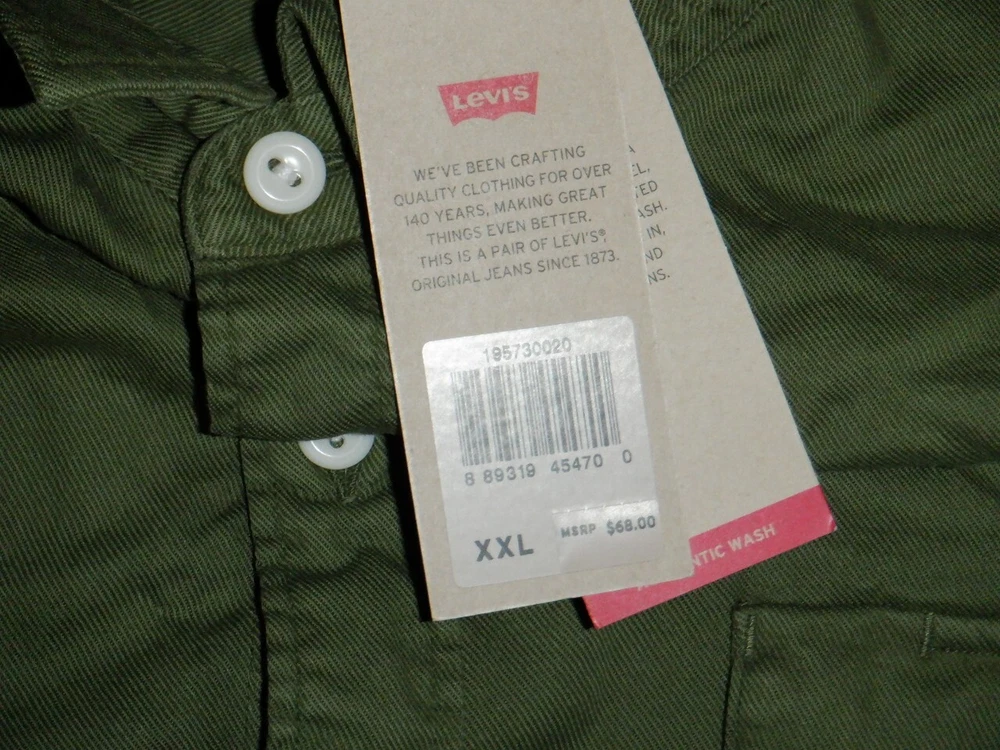 Levi's
WE'VE BEEN CRAFTING
QUALITY CLOTHING FOR OVER
140 YEARS, MAKING GREAT
THINGS EVEN BETTER.
THIS IS A PAIR OF LEVI'S®
ORIGINAL JEANS SINCE 1873.
195730020
8 89319 45470 0
XXL
MSRP $68.00
WASH